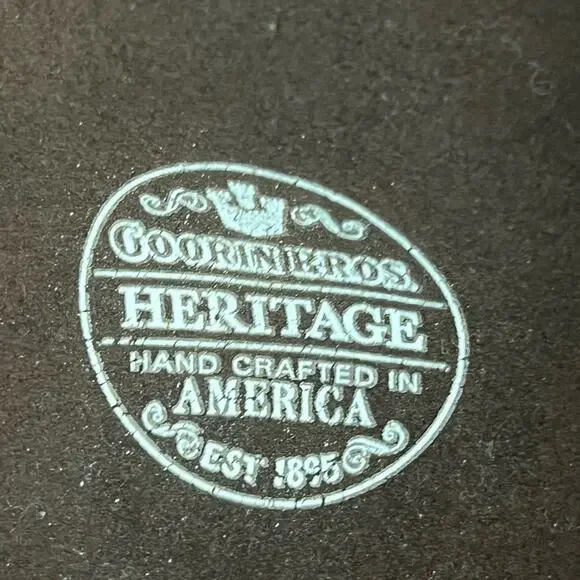 GOORIN BROS.
HERITAGE
HAND CRAFTED IN
AMERICA
EST 1895